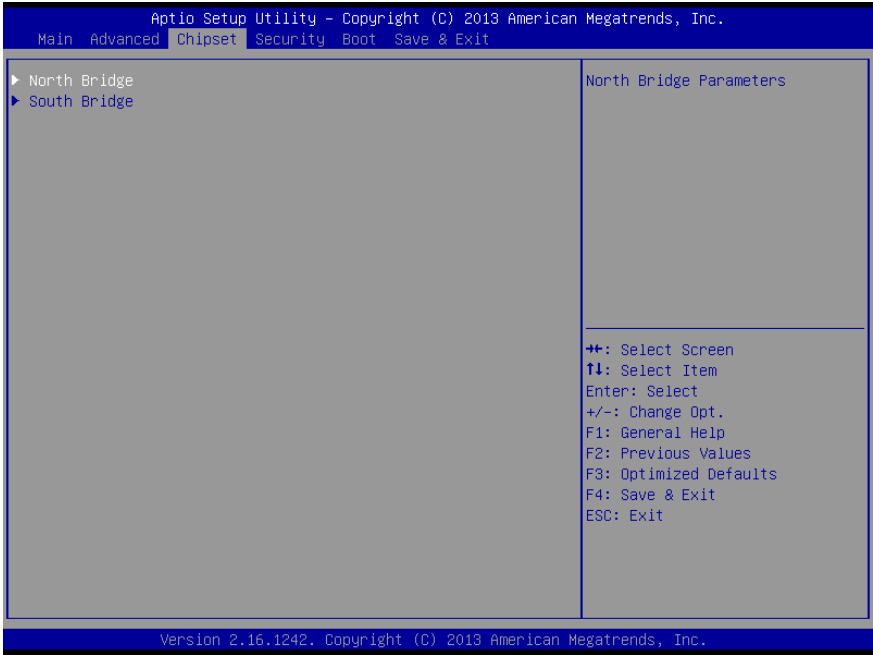 Aptio Setup Utility – Copyright (C) 2013 American Megatrends, Inc.
Main Advanced Chipset Security Boot Save & Exit
▶ North Bridge
▶ South Bridge
North Bridge Parameters
→←: Select Screen
↑↓: Select Item
Enter: Select
+/-: Change Opt.
F1: General Help
F2: Previous Values
F3: Optimized Defaults
F4: Save & Exit
ESC: Exit
Version 2.16.1242. Copyright (C) 2013 American Megatrends, Inc.